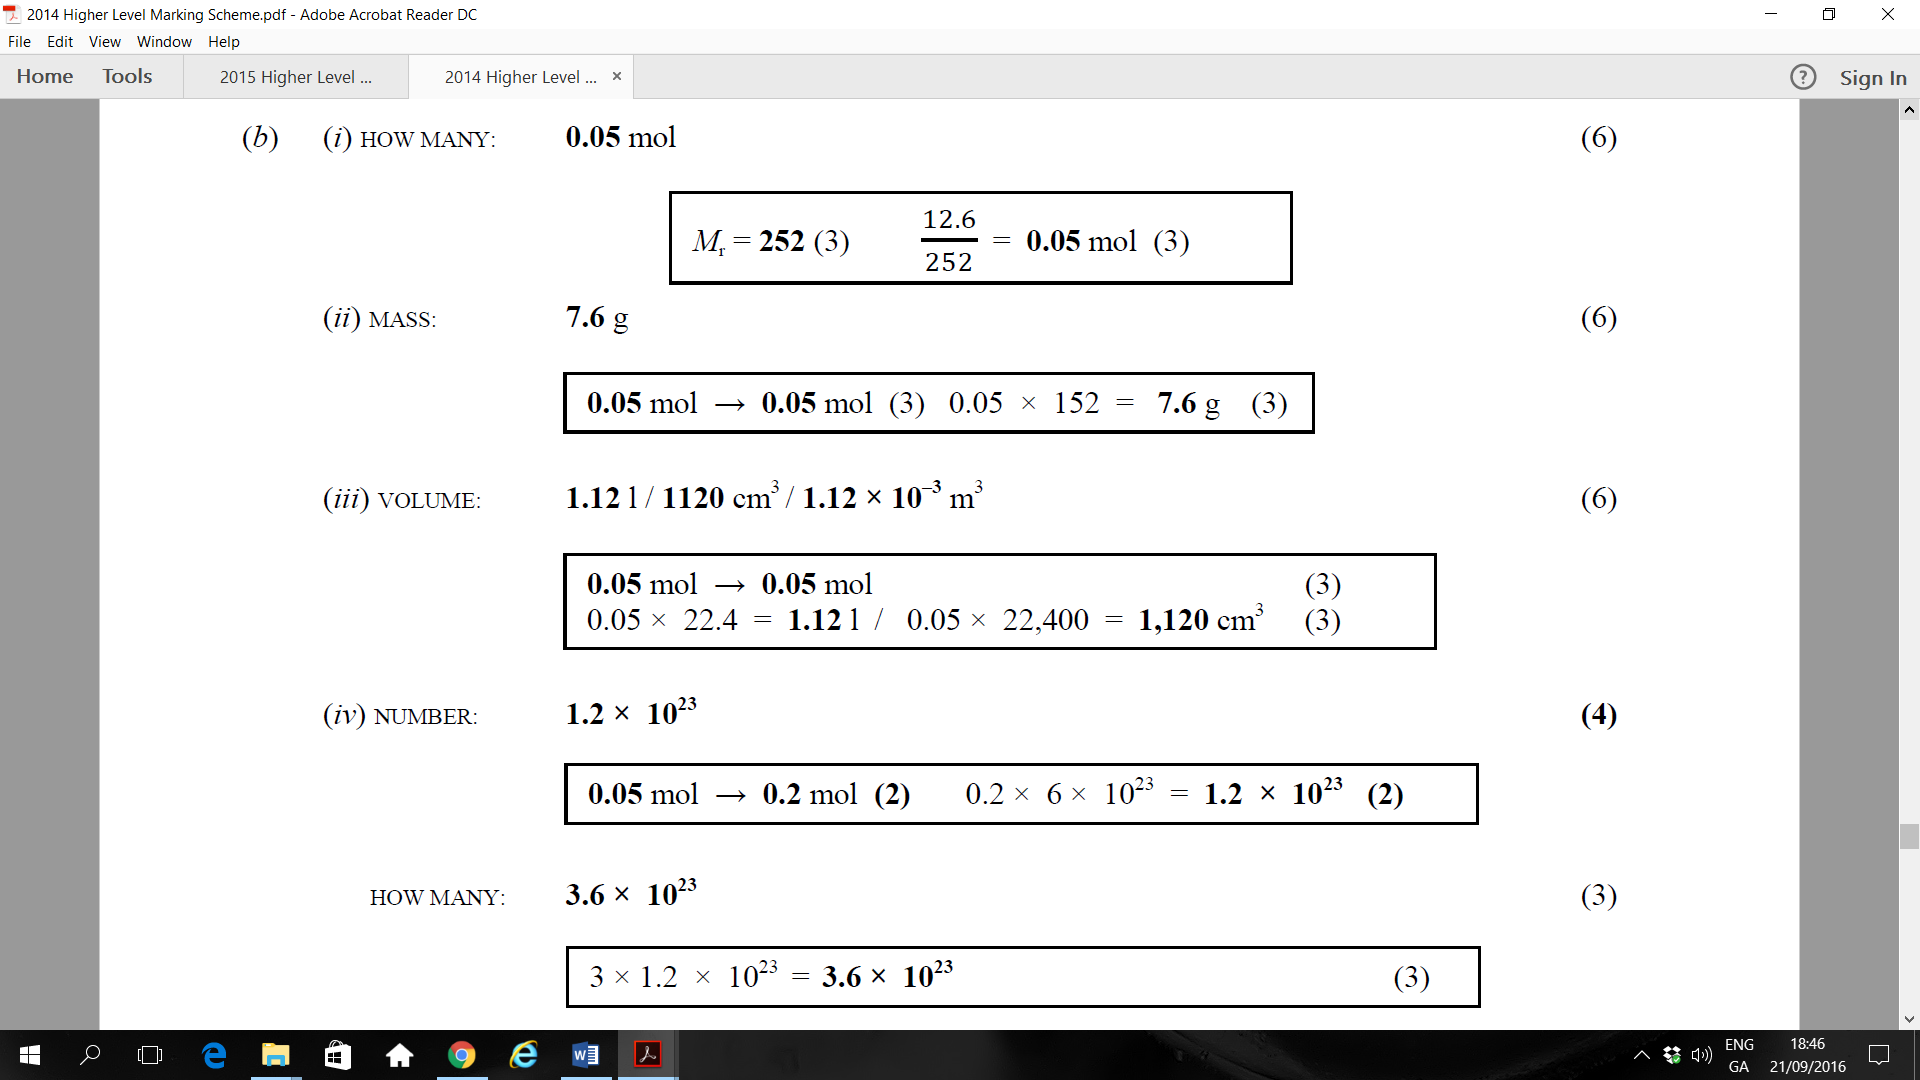 2014 Higher Level Marking Scheme.pdf - Adobe Acrobat Reader DC
File Edit View Window Help
Home Tools 2015 Higher Level ... 2014 Higher Level ... × ? Sign In
(b) (i) HOW MANY: 0.05 mol (6)
Mr = 252 (3) 12.6/252 = 0.05 mol (3)
(ii) MASS: 7.6 g (6)
0.05 mol → 0.05 mol (3) 0.05 × 152 = 7.6 g (3)
(iii) VOLUME: 1.12 l / 1120 cm³ / 1.12 × 10⁻³ m³ (6)
0.05 mol → 0.05 mol (3)
0.05 × 22.4 = 1.12 l / 0.05 × 22,400 = 1,120 cm³ (3)
(iv) NUMBER: 1.2 × 10²³ (4)
0.05 mol → 0.2 mol (2) 0.2 × 6 × 10²³ = 1.2 × 10²³ (2)
HOW MANY: 3.6 × 10²³ (3)
3 × 1.2 × 10²³ = 3.6 × 10²³ (3)
ENG 18:46
GA 21/09/2016